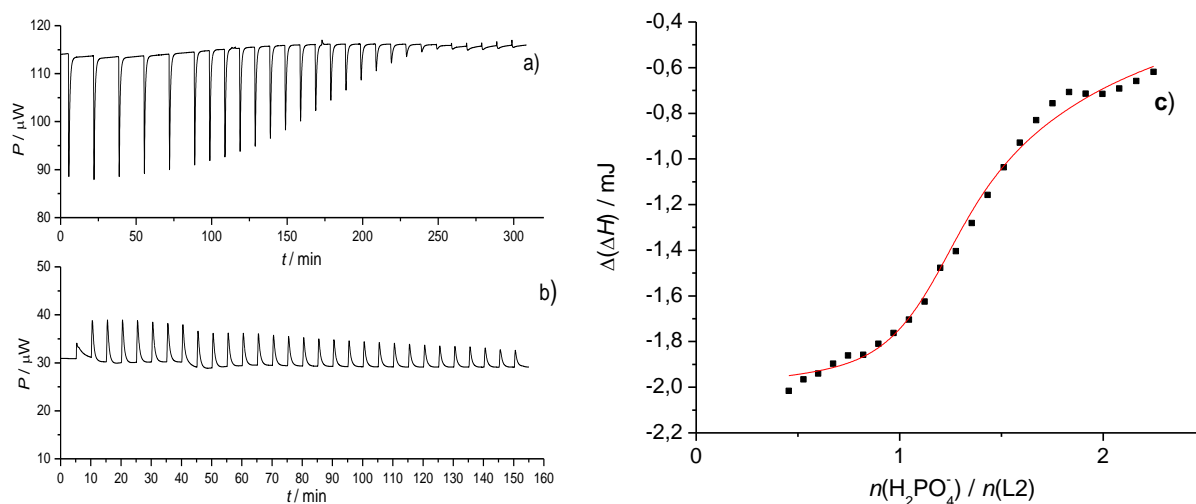 a)
P / µW
120
110
100
90
80
0 50 100 150 200 250 300
t / min
b)
P / µW
50
40
30
20
10
0 10 20 30 40 50 60 70 80 90 100 110 120 130 140 150 160
t / min
c)
Δ(ΔH) / mJ
-0,4
-0,6
-0,8
-1,0
-1,2
-1,4
-1,6
-1,8
-2,0
-2,2
0 1 2
n(H₂PO₄⁻) / n(L2)